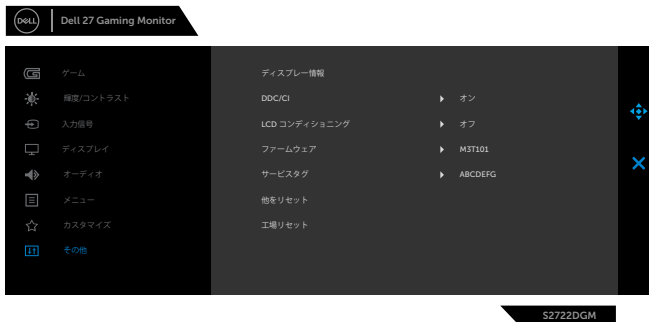 DELL
Dell 27 Gaming Monitor
ゲーム
ディスプレー情報
輝度/コントラスト
DDC/CI オン
入力信号
LCD コンディショニング オフ
ディスプレイ
ファームウェア M3T101
オーディオ
サービスタグ ABCDEFG
メニュー
他をリセット
カスタマイズ
工場リセット
その他
S2722DGM